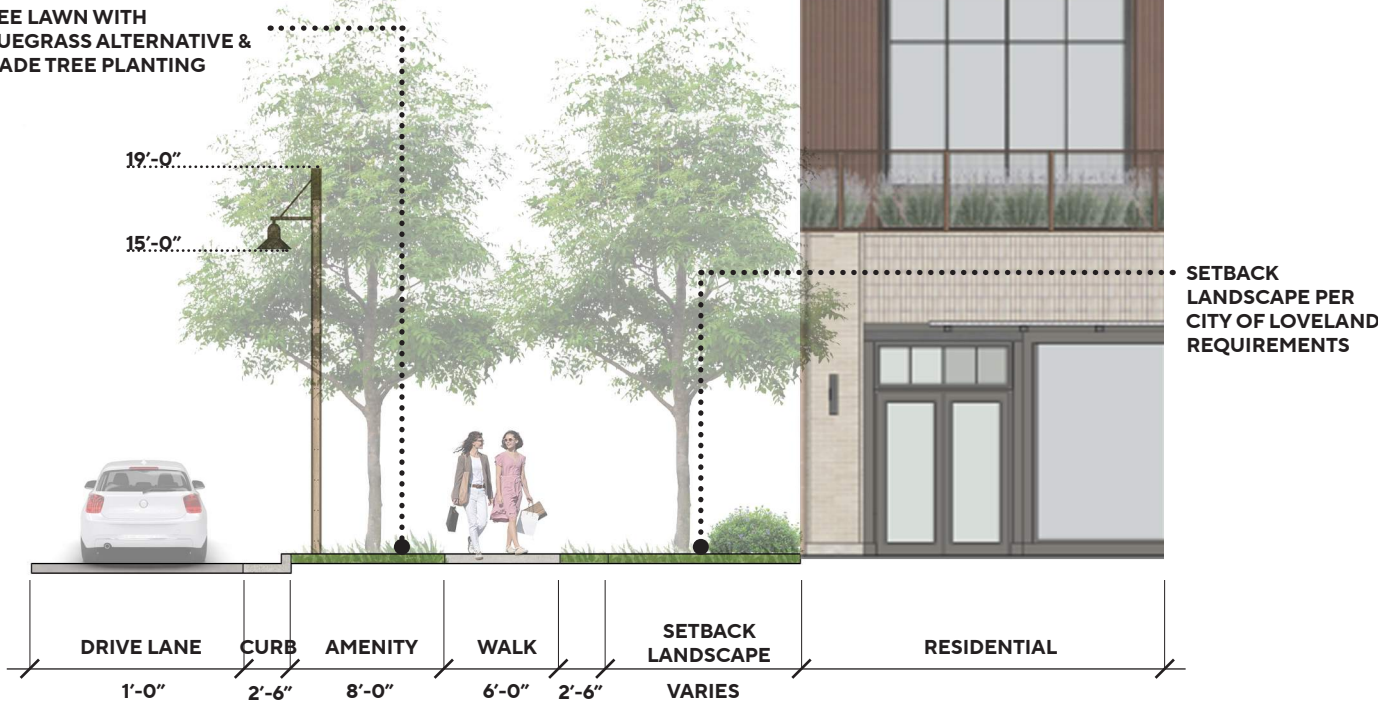 EE LAWN WITH
UEGRASS ALTERNATIVE &
ADE TREE PLANTING
19’-0”
15’-0”
SETBACK
LANDSCAPE PER
CITY OF LOVELAND
REQUIREMENTS
DRIVE LANE
CURB
AMENITY
WALK
SETBACK
LANDSCAPE
RESIDENTIAL
1’-0”
2’-6”
8’-0”
6’-0”
2’-6”
VARIES